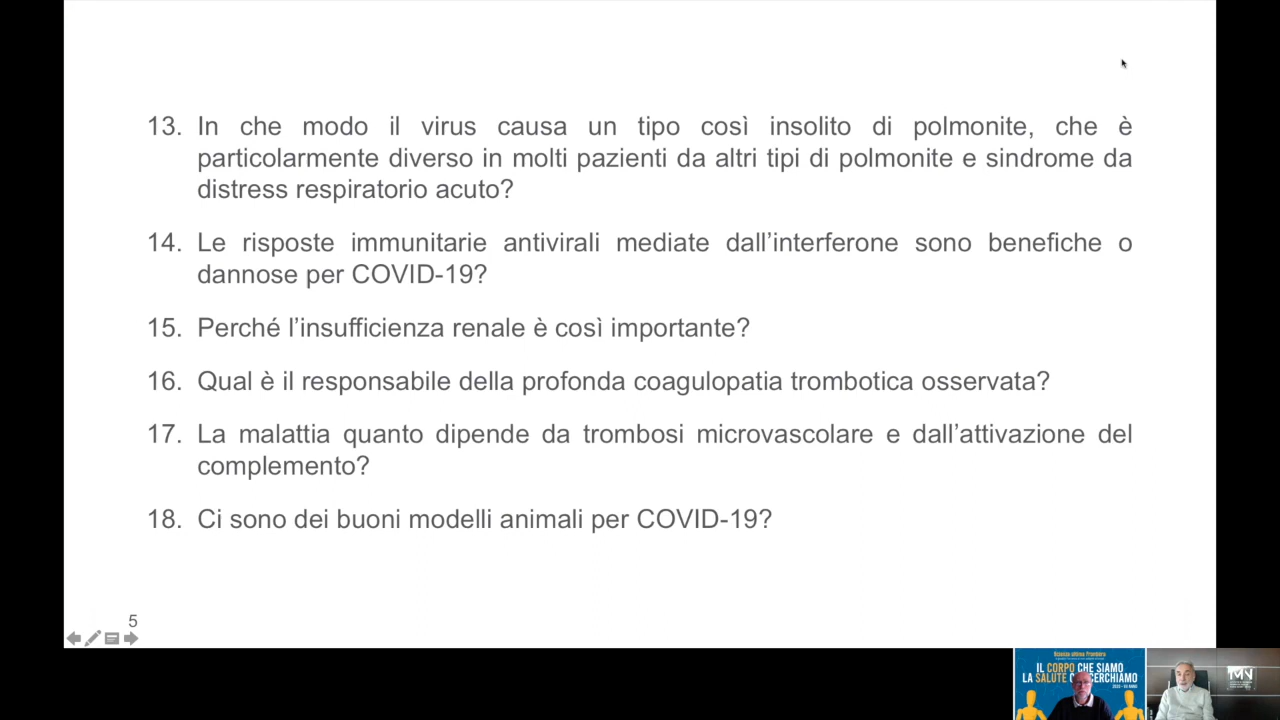 13. In che modo il virus causa un tipo così insolito di polmonite, che è
particolarmente diverso in molti pazienti da altri tipi di polmonite e sindrome da
distress respiratorio acuto?
14. Le risposte immunitarie antivirali mediate dall'interferone sono benefiche o
dannose per COVID-19?
15. Perché l'insufficienza renale è così importante?
16. Qual è il responsabile della profonda coagulopatia trombotica osservata?
17. La malattia quanto dipende da trombosi microvascolare e dall'attivazione del
complemento?
18. Ci sono dei buoni modelli animali per COVID-19?
5
Scienza ultima frontiera
IL CORPO CHE SIAMO
LA SALUTE C
CERCHIAMO